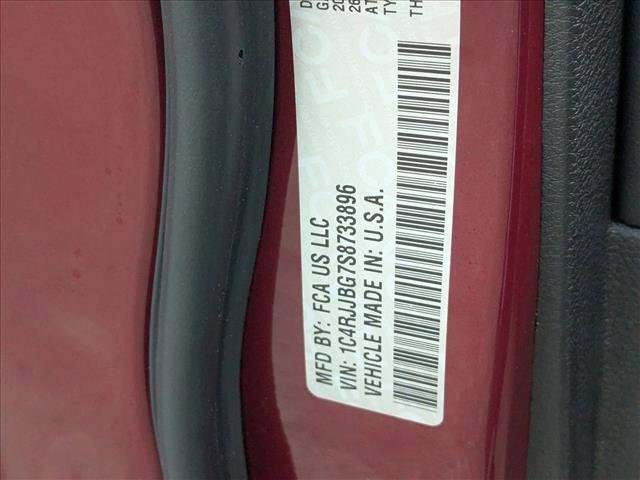 MFD BY: FCA US LLC
VIN: 1C4RJJBG7S8733896
VEHICLE MADE IN: U.S.A.